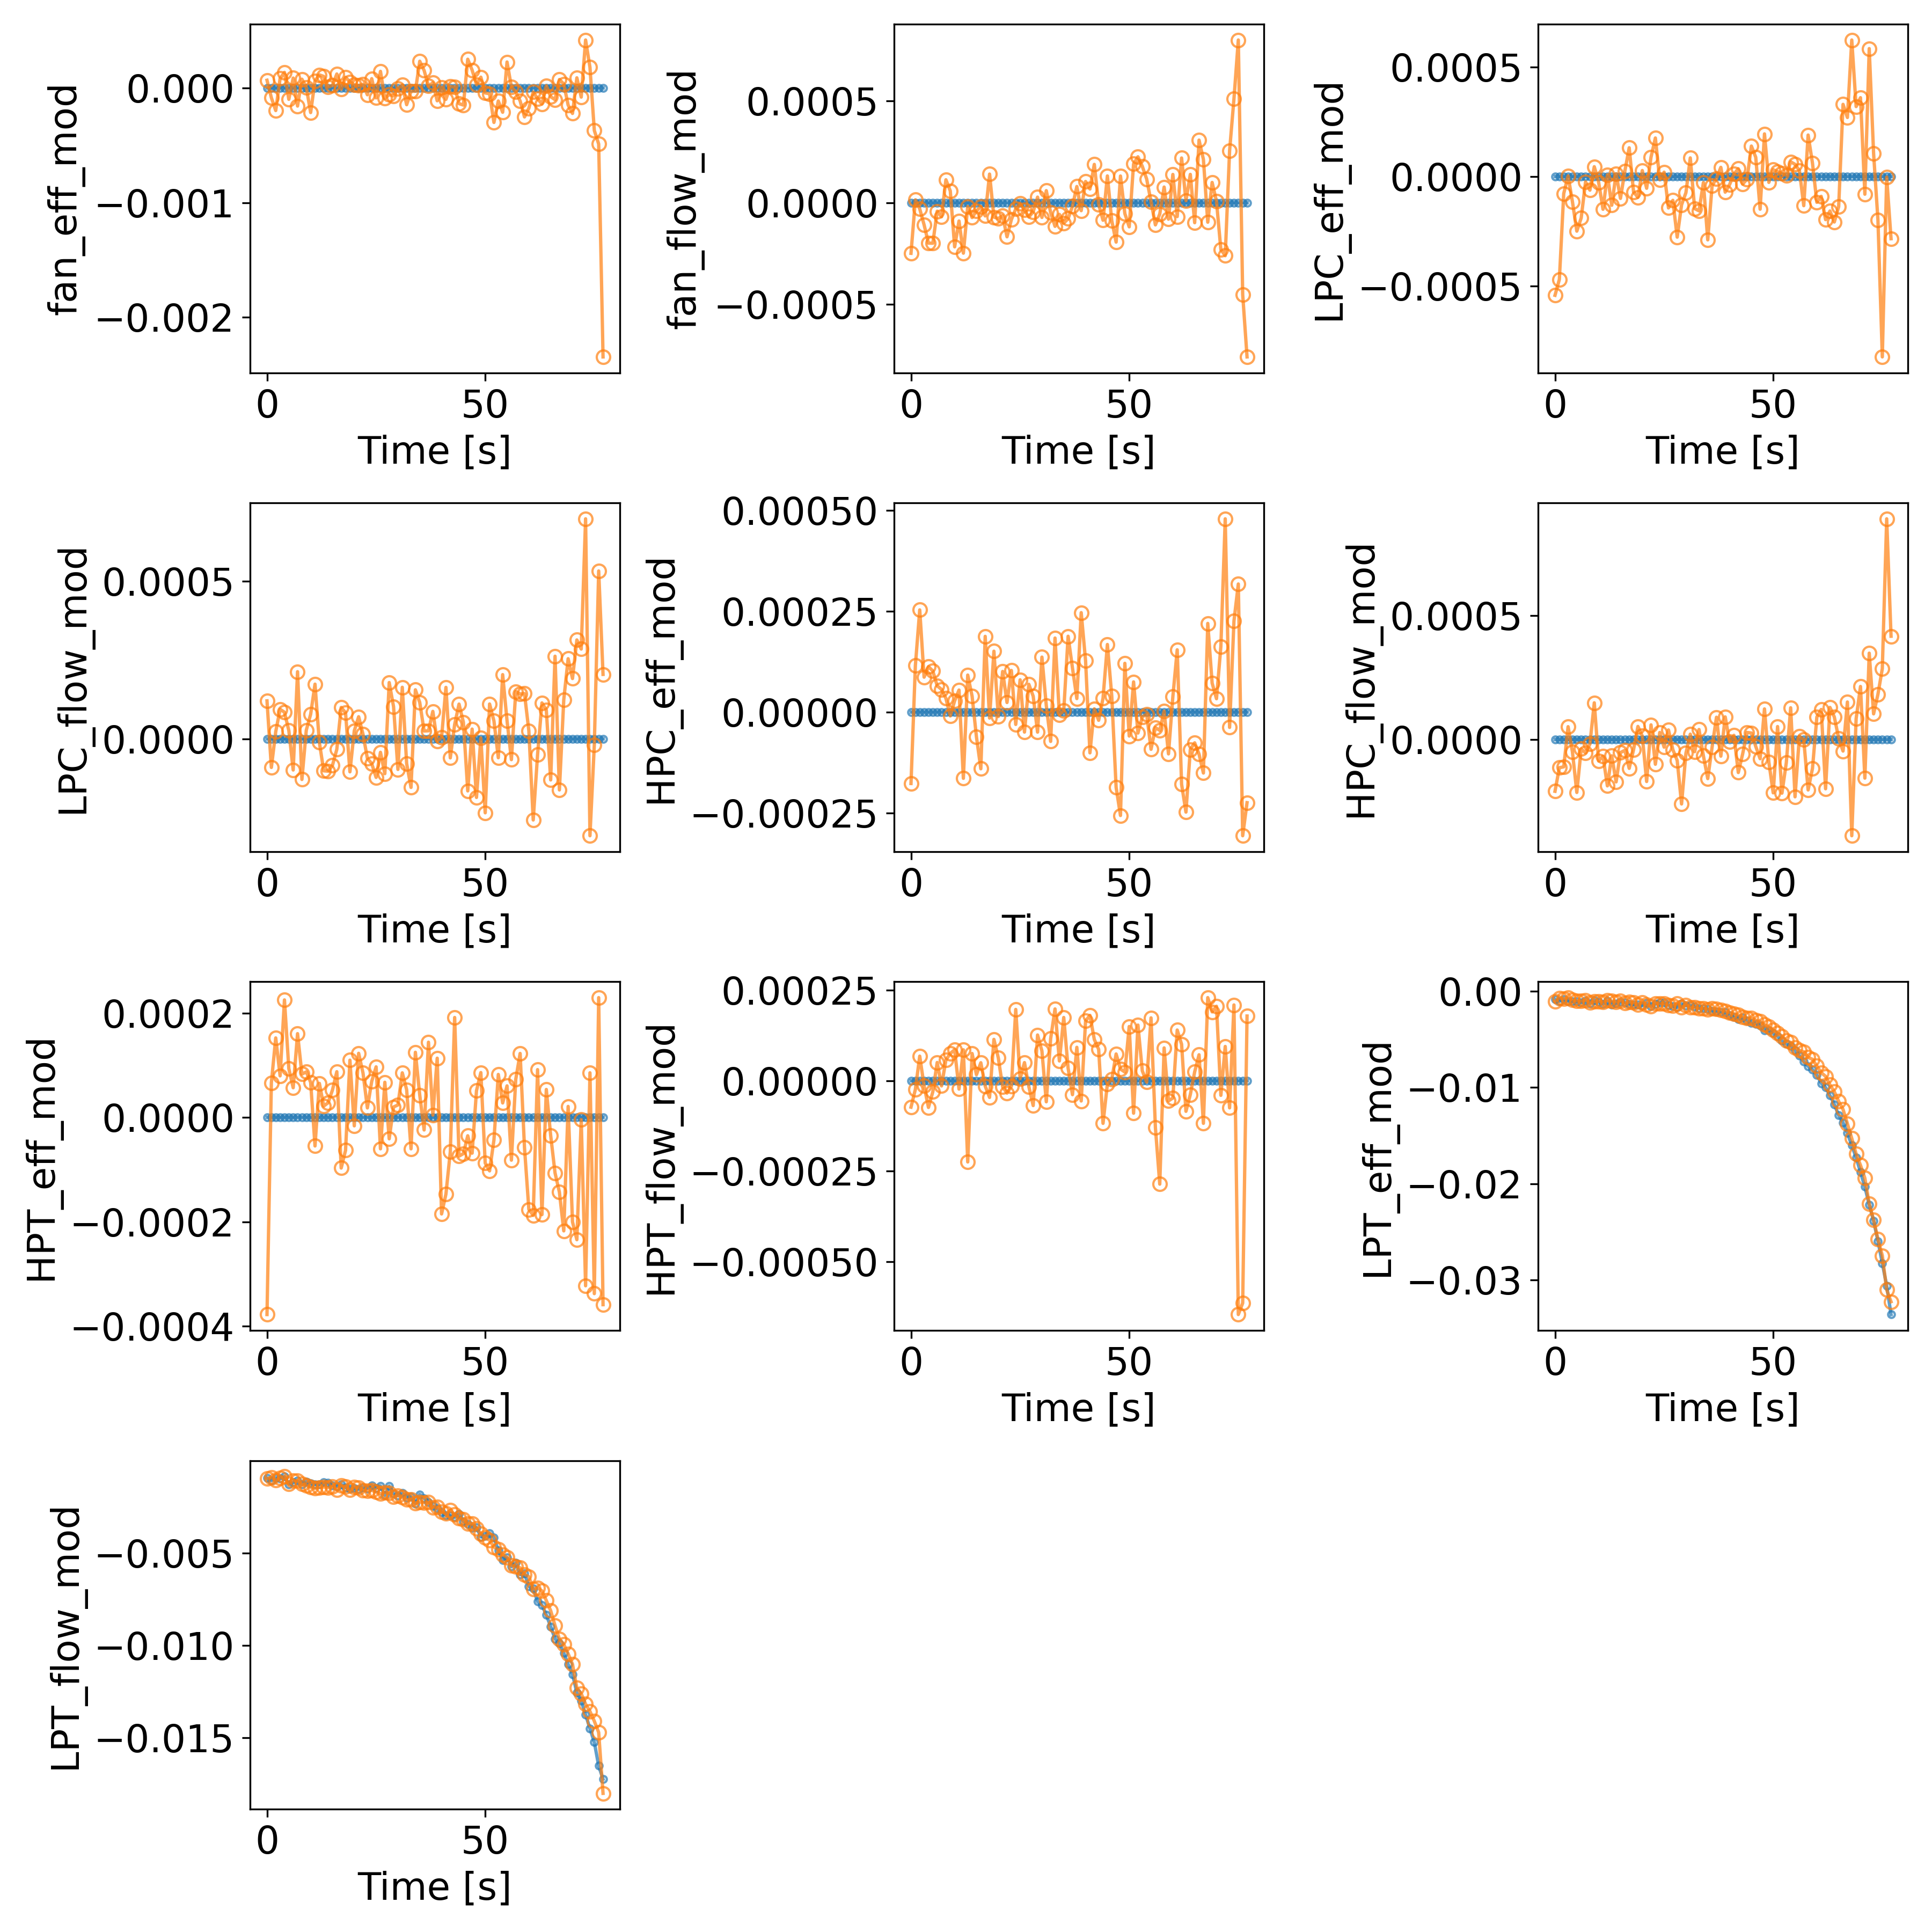 fan_eff_mod
0.000
−0.001
−0.002
0
50
Time [s]
fan_flow_mod
0.0005
0.0000
−0.0005
0
50
Time [s]
LPC_eff_mod
0.0005
0.0000
−0.0005
0
50
Time [s]
LPC_flow_mod
0.0005
0.0000
0
50
Time [s]
HPC_eff_mod
0.00050
0.00025
0.00000
−0.00025
0
50
Time [s]
HPC_flow_mod
0.0005
0.0000
0
50
Time [s]
HPT_eff_mod
0.0002
0.0000
−0.0002
−0.0004
0
50
Time [s]
HPT_flow_mod
0.00025
0.00000
−0.00025
−0.00050
0
50
Time [s]
LPT_eff_mod
0.00
−0.01
−0.02
−0.03
0
50
Time [s]
LPT_flow_mod
−0.005
−0.010
−0.015
0
50
Time [s]